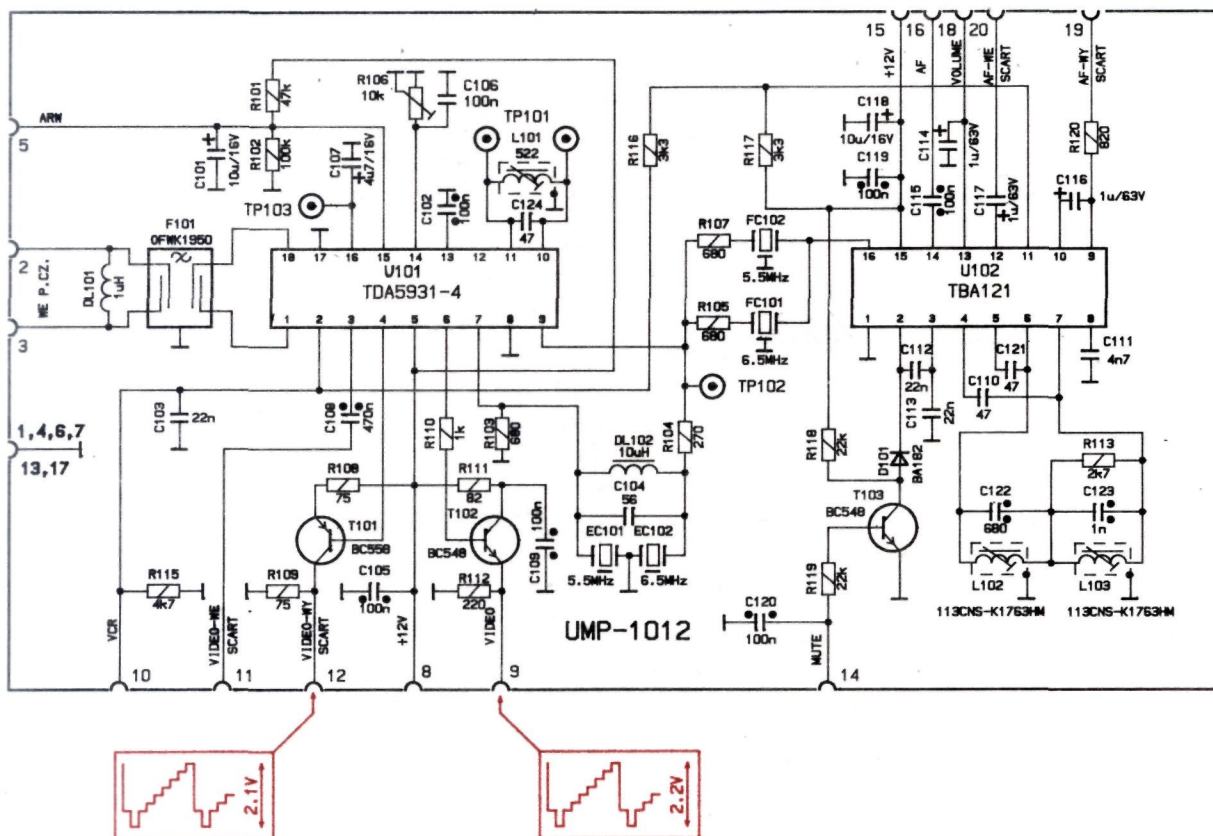 15 16 18 20 19
+12V
AF
VOLUME
AF-WE
SCART
AF-WY
SCART
ARW
5
R101
47k
R102
100k
C101
10u/16V
C107
4u7/16V
R106
10k
C106
100n
TP101
L101
522
C124
47
C102
100n
TP103
R116
3k3
R117
3k3
C118
10u/16V
C119
100n
C114
1u/63V
C115
100n
C117
1u/63V
R120
820
C116
1u/63V
2
WE P.CZ.
3
DL101
1uH
F101
OFWK1950
18 17 16 15 14 13 12 11 10
U101
TDA5931-4
1 2 3 4 5 6 7 8 9
R107
680
FC102
5.5MHz
R105
680
FC101
6.5MHz
16 15 14 13 12 11 10 9
U102
TBA121
1 2 3 4 5 6 7 8
TP102
C103
22n
C108
470n
R110
1k
R103
680
R104
270
DL102
10uH
C104
56
EC101
5.5MHz
EC102
6.5MHz
C112
22n
C113
22n
C121
47
C110
47
C111
4n7
R118
22k
D101
BA182
T103
BC548
R119
22k
C120
100n
R113
2k7
C122
680
C123
1n
L102
113CNS-K1763HM
L103
113CNS-K1763HM
1,4,6,7
13,17
R108
75
T101
BC558
R111
82
T102
BC548
C109
100n
R115
4k7
R109
75
C105
100n
R112
220
UMP-1012
VCR
VIDEO-WE
SCART
VIDEO-WY
SCART
+12V
VIDEO
MUTE
10 11 12 8 9 14
2.1V
2.2V